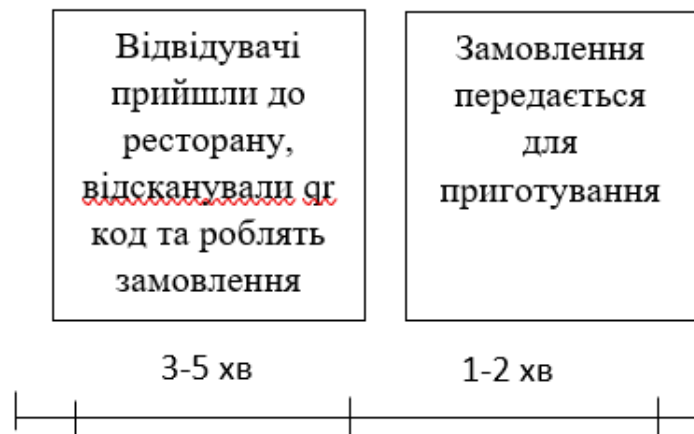 Відвідувачі
прийшли до
ресторану,
відсканували qr
код та роблять
замовлення
Замовлення
передається
для
приготування
3-5 хв
1-2 хв